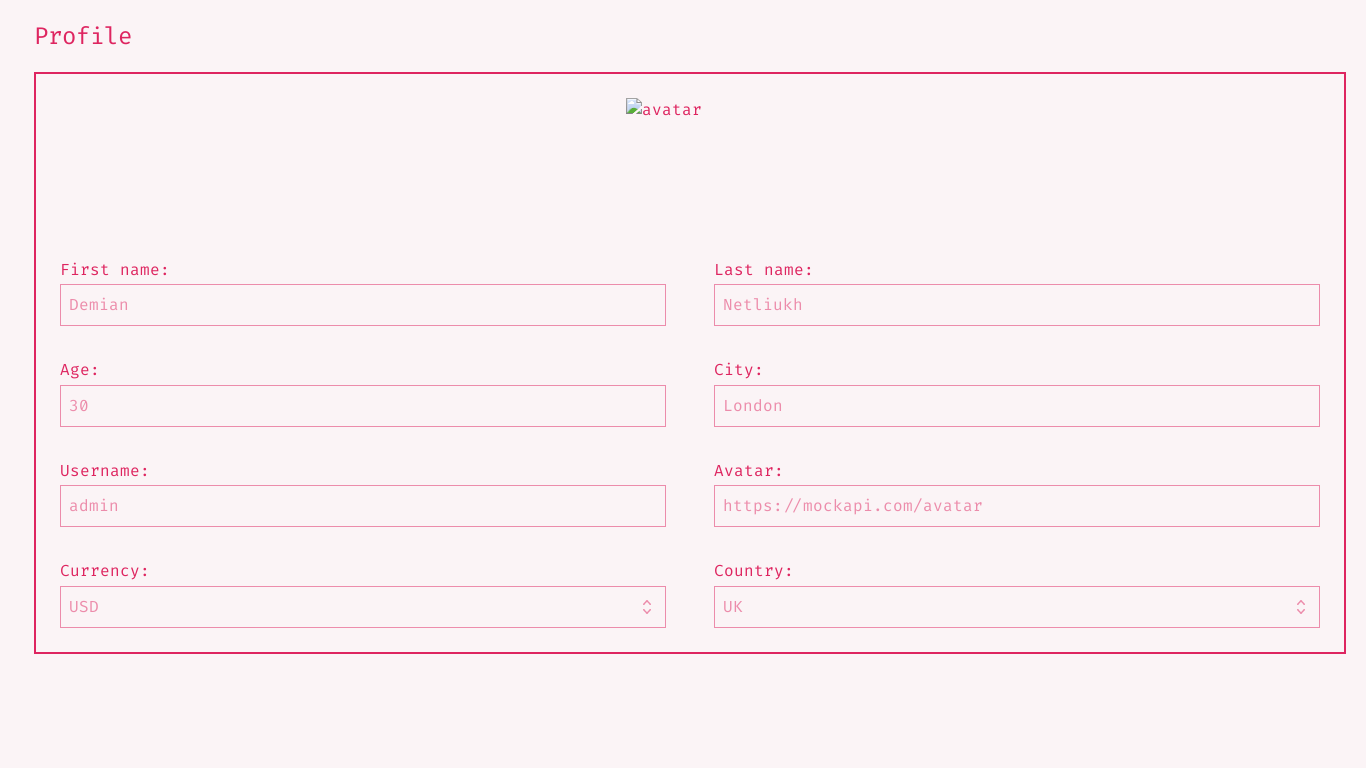 Profile
avatar
First name:
Last name:
Demian
Netliukh
Age:
City:
30
London
Username:
Avatar:
admin
https://mockapi.com/avatar
Currency:
Country:
USD
UK